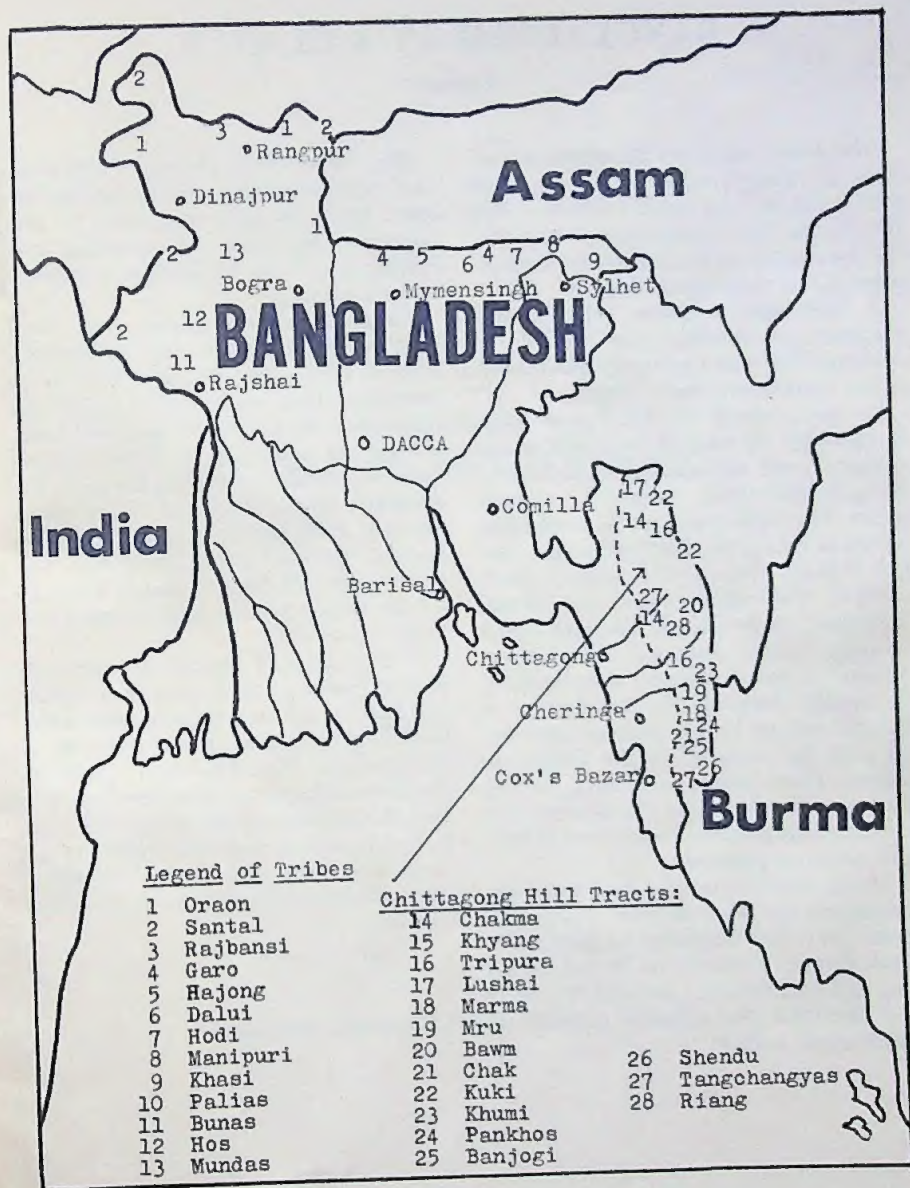 2
3 1 2
Rangpur
1
Assam
Dinajpur
1
2 13 4 5 6 4 7 8 9
Bogra Mymensingh Sylhet
12 BANGLADESH
2
11
Rajshai
DACCA
17 22
Comilla 14 16
India 22
Barisal 27 20
14 28
Chittagong 16 23
19
Cheringa 18 24
21 25
Cox's Bazar 27 26
Burma
Legend of Tribes
1 Oraon
2 Santal
3 Rajbansi
4 Garo
5 Hajong
6 Dalui
7 Hodi
8 Manipuri
9 Khasi
10 Palias
11 Bunas
12 Hos
13 Mundas
Chittagong Hill Tracts:
14 Chakma
15 Khyang
16 Tripura
17 Lushai
18 Marma
19 Mru
20 Bawm
21 Chak
22 Kuki
23 Khumi
24 Pankhos
25 Banjogi
26 Shendu
27 Tangchangyas
28 Riang